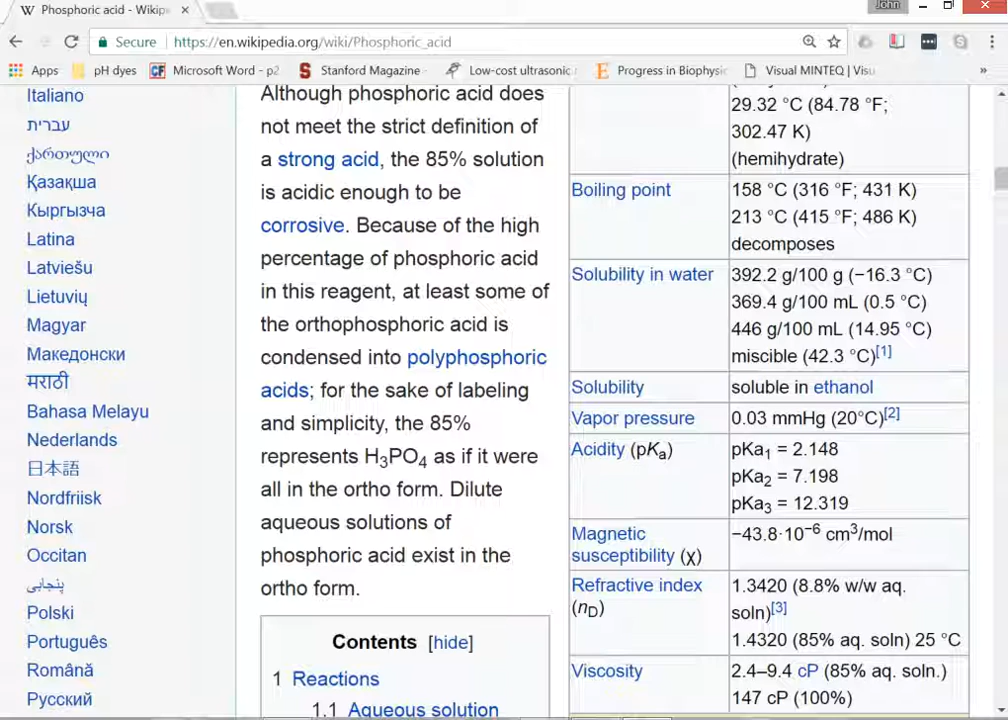 Phosphoric acid - Wikip
John
Secure https://en.wikipedia.org/wiki/Phosphoric_acid
Apps pH dyes Microsoft Word - p2 Stanford Magazine Low-cost ultrasonic Progress in Biophysi Visual MINTEQ | Visu »
Italiano
עברית
ქართული
Қазақша
Кыргызча
Latina
Latviešu
Lietuvių
Magyar
Македонски
मराठी
Bahasa Melayu
Nederlands
日本語
Nordfriisk
Norsk
Occitan
پنجابی
Polski
Português
Română
Русский
Although phosphoric acid does
not meet the strict definition of
a strong acid, the 85% solution
is acidic enough to be
corrosive. Because of the high
percentage of phosphoric acid
in this reagent, at least some of
the orthophosphoric acid is
condensed into polyphosphoric
acids; for the sake of labeling
and simplicity, the 85%
represents H₃PO₄ as if it were
all in the ortho form. Dilute
aqueous solutions of
phosphoric acid exist in the
ortho form.
Contents [hide]
1 Reactions
1.1 Aqueous solution
29.32 °C (84.78 °F;
302.47 K)
(hemihydrate)
Boiling point 158 °C (316 °F; 431 K)
213 °C (415 °F; 486 K)
decomposes
Solubility in water 392.2 g/100 g (−16.3 °C)
369.4 g/100 mL (0.5 °C)
446 g/100 mL (14.95 °C)
miscible (42.3 °C)[1]
Solubility soluble in ethanol
Vapor pressure 0.03 mmHg (20°C)[2]
Acidity (pKₐ) pKa₁ = 2.148
pKa₂ = 7.198
pKa₃ = 12.319
Magnetic −43.8·10⁻⁶ cm³/mol
susceptibility (χ)
Refractive index 1.3420 (8.8% w/w aq.
(nD) soln)[3]
1.4320 (85% aq. soln) 25 °C
Viscosity 2.4–9.4 cP (85% aq. soln.)
147 cP (100%)